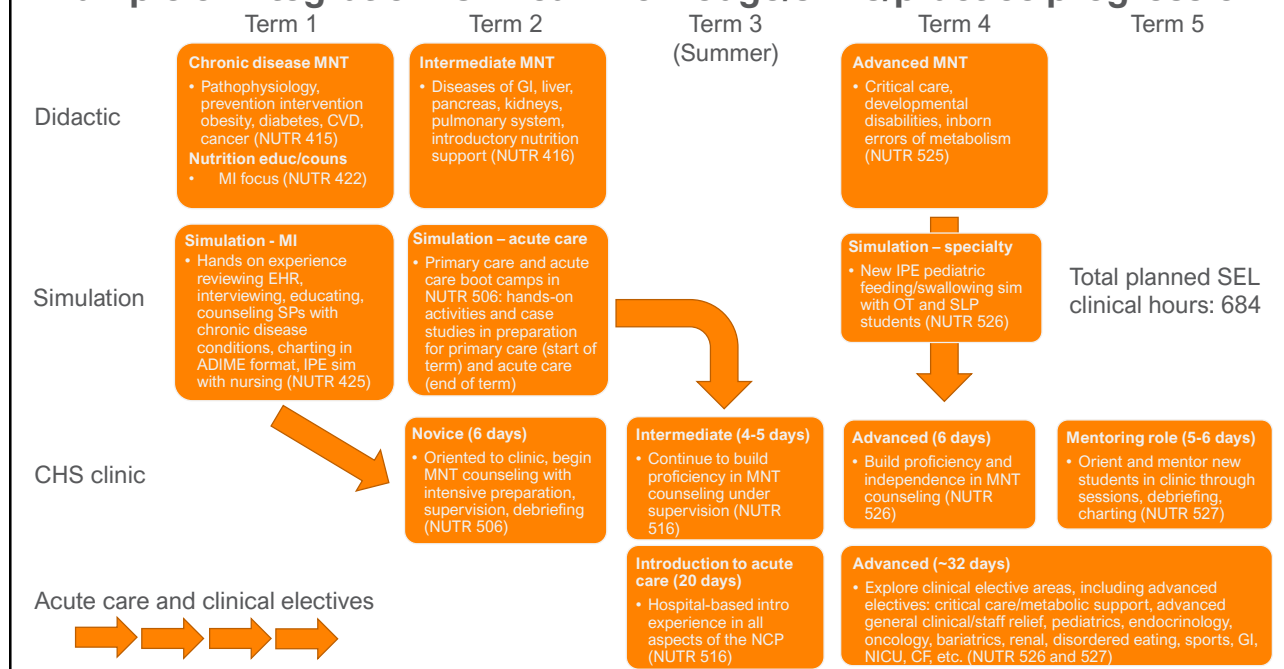 Term 1
Term 2
Term 3
(Summer)
Term 4
Term 5
Didactic
Chronic disease MNT
• Pathophysiology,
prevention intervention
obesity, diabetes, CVD,
cancer (NUTR 415)
Nutrition educ/couns
• MI focus (NUTR 422)
Intermediate MNT
• Diseases of GI, liver,
pancreas, kidneys,
pulmonary system,
introductory nutrition
support (NUTR 416)
Advanced MNT
• Critical care,
developmental
disabilities, inborn
errors of metabolism
(NUTR 525)
Simulation
Simulation - MI
• Hands on experience
reviewing EHR,
interviewing, educating,
counseling SPs with
chronic disease
conditions, charting in
ADIME format, IPE sim
with nursing (NUTR 425)
Simulation – acute care
• Primary care and acute
care boot camps in
NUTR 506: hands-on
activities and case
studies in preparation
for primary care (start of
term) and acute care
(end of term)
Simulation – specialty
• New IPE pediatric
feeding/swallowing sim
with OT and SLP
students (NUTR 526)
Total planned SEL
clinical hours: 684
CHS clinic
Novice (6 days)
• Oriented to clinic, begin
MNT counseling with
intensive preparation,
supervision, debriefing
(NUTR 506)
Intermediate (4-5 days)
• Continue to build
proficiency in MNT
counseling under
supervision (NUTR
516)
Advanced (6 days)
• Build proficiency and
independence in MNT
counseling (NUTR
526)
Mentoring role (5-6 days)
• Orient and mentor new
students in clinic through
sessions, debriefing,
charting (NUTR 527)
Acute care and clinical electives
Introduction to acute
care (20 days)
• Hospital-based intro
experience in all
aspects of the NCP
(NUTR 516)
Advanced (~32 days)
• Explore clinical elective areas, including advanced
electives: critical care/metabolic support, advanced
general clinical/staff relief, pediatrics, endocrinology,
oncology, bariatrics, renal, disordered eating, sports, GI,
NICU, CF, etc. (NUTR 526 and 527)